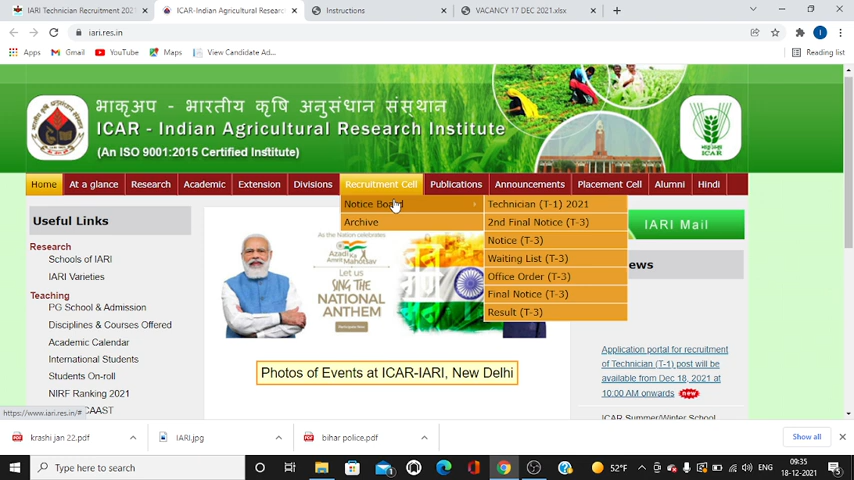 IARI Technician Recruitment 202
ICAR-Indian Agricultural Resear
Instructions
VACANCY 17 DEC 2021.xlsx
iari.res.in
Apps
Gmail
YouTube
Maps
View Candidate Ad...
Reading list
भाकृअप - भारतीय कृषि अनुसंधान संस्थान
ICAR - Indian Agricultural Research Institute
(An ISO 9001:2015 Certified Institute)
ICAR
Home
At a glance
Research
Academic
Extension
Divisions
Recruitment Cell
Publications
Announcements
Placement Cell
Alumni
Hindi
Notice Board
Archive
Technician (T-1) 2021
2nd Final Notice (T-3)
Notice (T-3)
Waiting List (T-3)
Office Order (T-3)
Final Notice (T-3)
Result (T-3)
Useful Links
Research
Schools of IARI
IARI Varieties
Teaching
PG School & Admission
Disciplines & Courses Offered
Academic Calendar
International Students
Students On-roll
NIRF Ranking 2021
CAAST
As the Nation celebrates
Azadi Ka
Amrit Mahotsav
Let us
SING THE
NATIONAL
ANTHEM
Photos of Events at ICAR-IARI, New Delhi
IARI Mail
ews
Application portal for recruitment
of Technician (T-1) post will be
available from Dec 18, 2021 at
10:00 AM onwards
new
ICAR Summer/Winter School
https://www.iari.res.in/#
krashi jan 22.pdf
IARI.jpg
bihar police.pdf
Show all
Type here to search
52°F
ENG
09:35
18-12-2021